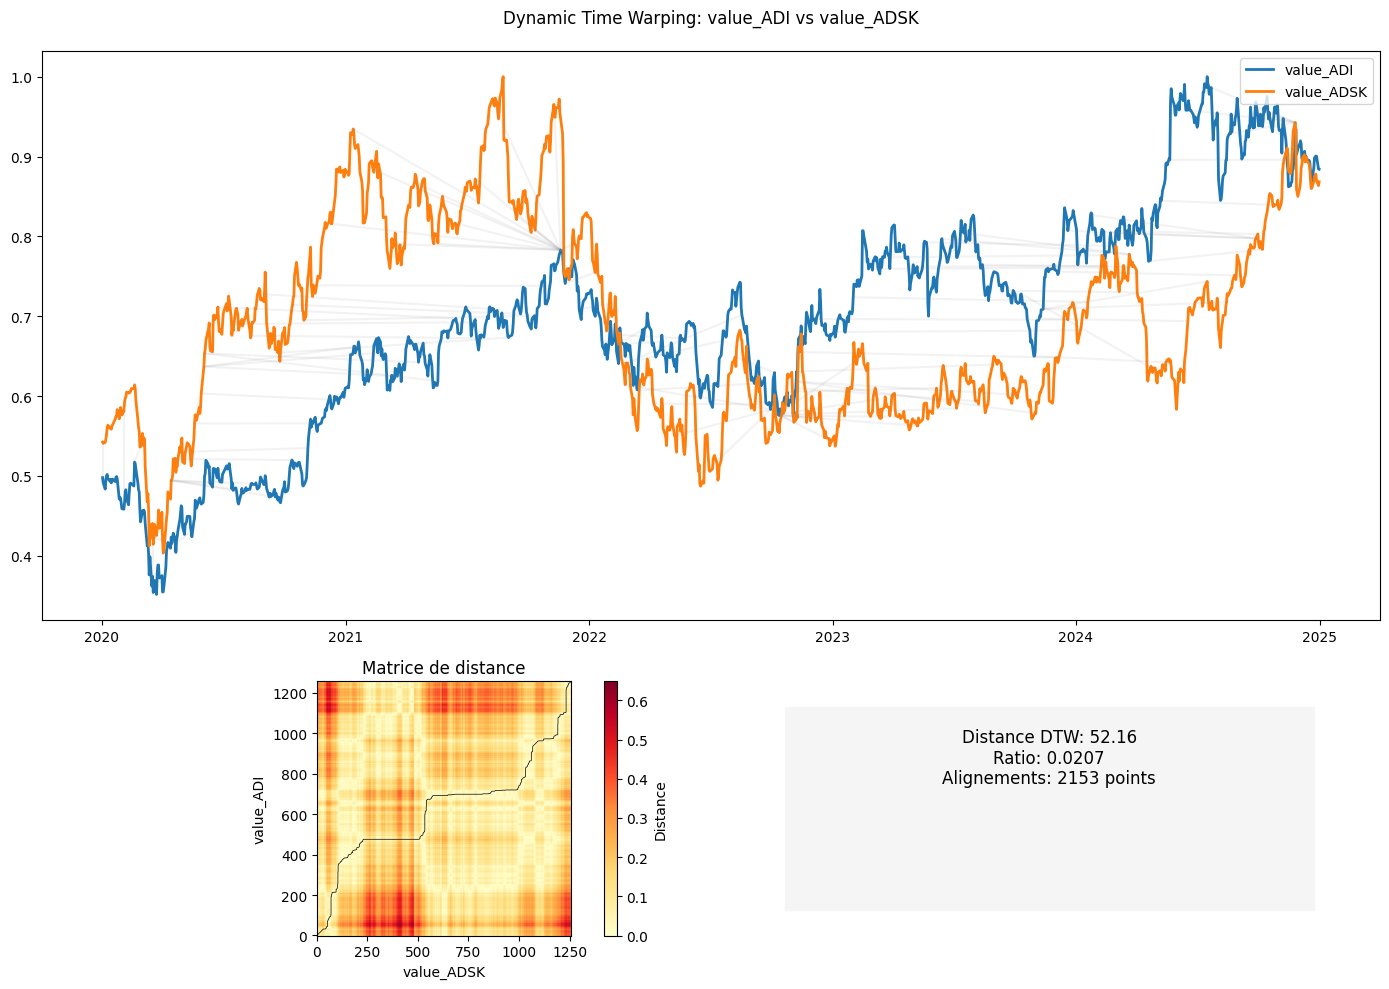 Dynamic Time Warping: value_ADI vs value_ADSK
1.0
0.9
0.8
0.7
0.6
0.5
0.4
value_ADI
value_ADSK
2020 2021 2022 2023 2024 2025
Matrice de distance
1200
1000
800
600
400
200
0
value_ADI
0 250 500 750 1000 1250
value_ADSK
0.6
0.5
0.4
0.3
0.2
0.1
0.0
Distance
Distance DTW: 52.16
Ratio: 0.0207
Alignements: 2153 points